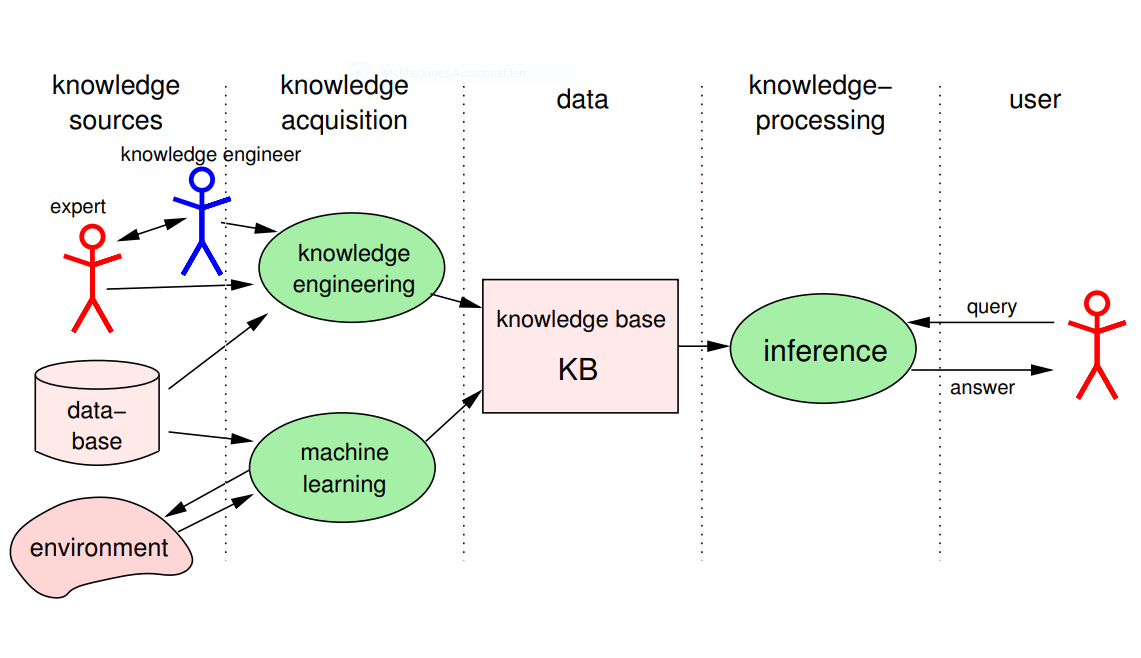 knowledge
sources
knowledge
acquisition
data
knowledge–
processing
user
knowledge engineer
expert
knowledge
engineering
knowledge base
KB
inference
query
answer
data–
base
machine
learning
environment